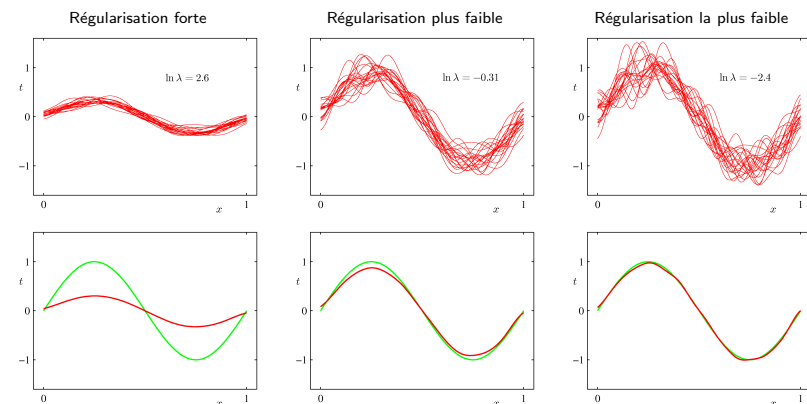 Régularisation forte
Régularisation plus faible
Régularisation la plus faible
1
t
0
−1
ln λ = 2.6
0
x
1
1
t
0
−1
ln λ = −0.31
0
x
1
1
t
0
−1
ln λ = −2.4
0
x
1
1
t
0
−1
0
x
1
1
t
0
−1
0
x
1
1
t
0
−1
0
x
1